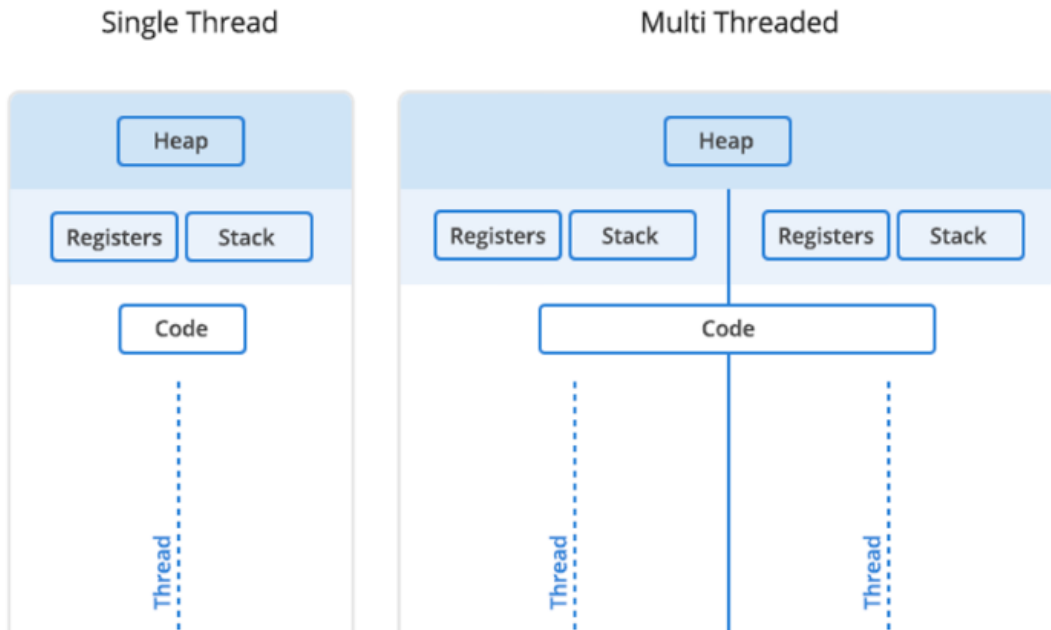 Single Thread
Multi Threaded
Heap
Heap
Registers
Stack
Registers
Stack
Registers
Stack
Code
Code
Thread
Thread
Thread